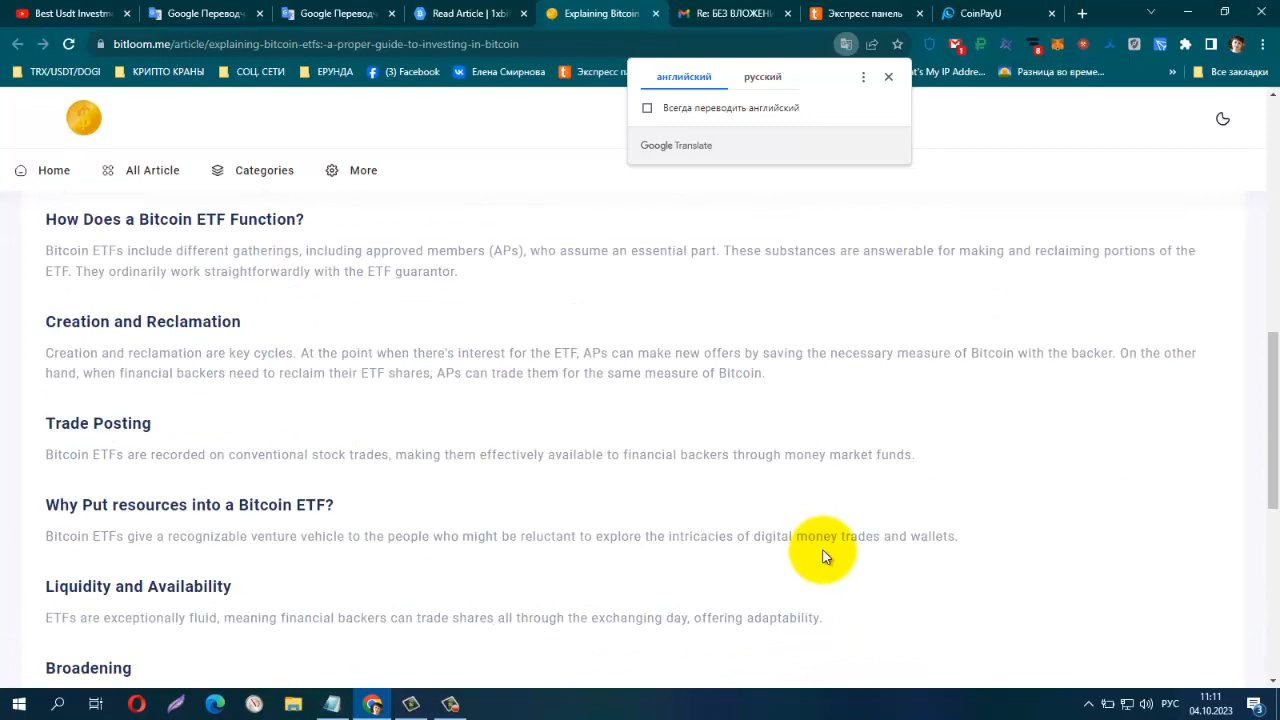 Best Usdt Investme
Google Переводч
Google Переводч
Read Article | 1xbi
Explaining Bitcoin
Re: БЕЗ ВЛОЖЕНИ
Экспресс панель
CoinPayU
bitloom.me/article/explaining-bitcoin-etfs:-a-proper-guide-to-investing-in-bitcoin
TRX/USDT/DOGI
КРИПТО КРАНЫ
СОЦ. СЕТИ
ЕРУНДА
(3) Facebook
Елена Смирнова
Экспресс п
at's My IP Addre...
Разница во време...
Все закладки
английский
русский
Всегда переводить английский
Google Translate
Home
All Article
Categories
More
How Does a Bitcoin ETF Function?
Bitcoin ETFs include different gatherings, including approved members (APs), who assume an essential part. These substances are answerable for making and reclaiming portions of the
ETF. They ordinarily work straightforwardly with the ETF guarantor.
Creation and Reclamation
Creation and reclamation are key cycles. At the point when there's interest for the ETF, APs can make new offers by saving the necessary measure of Bitcoin with the backer. On the other
hand, when financial backers need to reclaim their ETF shares, APs can trade them for the same measure of Bitcoin.
Trade Posting
Bitcoin ETFs are recorded on conventional stock trades, making them effectively available to financial backers through money market funds.
Why Put resources into a Bitcoin ETF?
Bitcoin ETFs give a recognizable venture vehicle to the people who might be reluctant to explore the intricacies of digital money trades and wallets.
Liquidity and Availability
ETFs are exceptionally fluid, meaning financial backers can trade shares all through the exchanging day, offering adaptability.
Broadening
РУС
11:11
04.10.2023